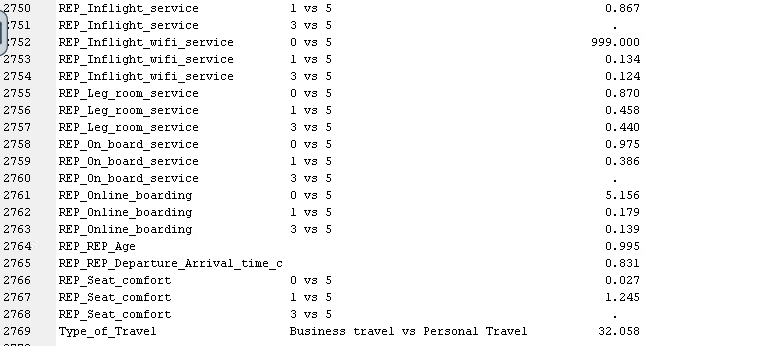 2750 REP_Inflight_service 1 vs 5 0.867
2751 REP_Inflight_service 3 vs 5 .
2752 REP_Inflight_wifi_service 0 vs 5 999.000
2753 REP_Inflight_wifi_service 1 vs 5 0.134
2754 REP_Inflight_wifi_service 3 vs 5 0.124
2755 REP_Leg_room_service 0 vs 5 0.870
2756 REP_Leg_room_service 1 vs 5 0.458
2757 REP_Leg_room_service 3 vs 5 0.440
2758 REP_On_board_service 0 vs 5 0.975
2759 REP_On_board_service 1 vs 5 0.386
2760 REP_On_board_service 3 vs 5 .
2761 REP_Online_boarding 0 vs 5 5.156
2762 REP_Online_boarding 1 vs 5 0.179
2763 REP_Online_boarding 3 vs 5 0.139
2764 REP_REP_Age 0.995
2765 REP_REP_Departure_Arrival_time_c 0.831
2766 REP_Seat_comfort 0 vs 5 0.027
2767 REP_Seat_comfort 1 vs 5 1.245
2768 REP_Seat_comfort 3 vs 5 .
2769 Type_of_Travel Business travel vs Personal Travel 32.058